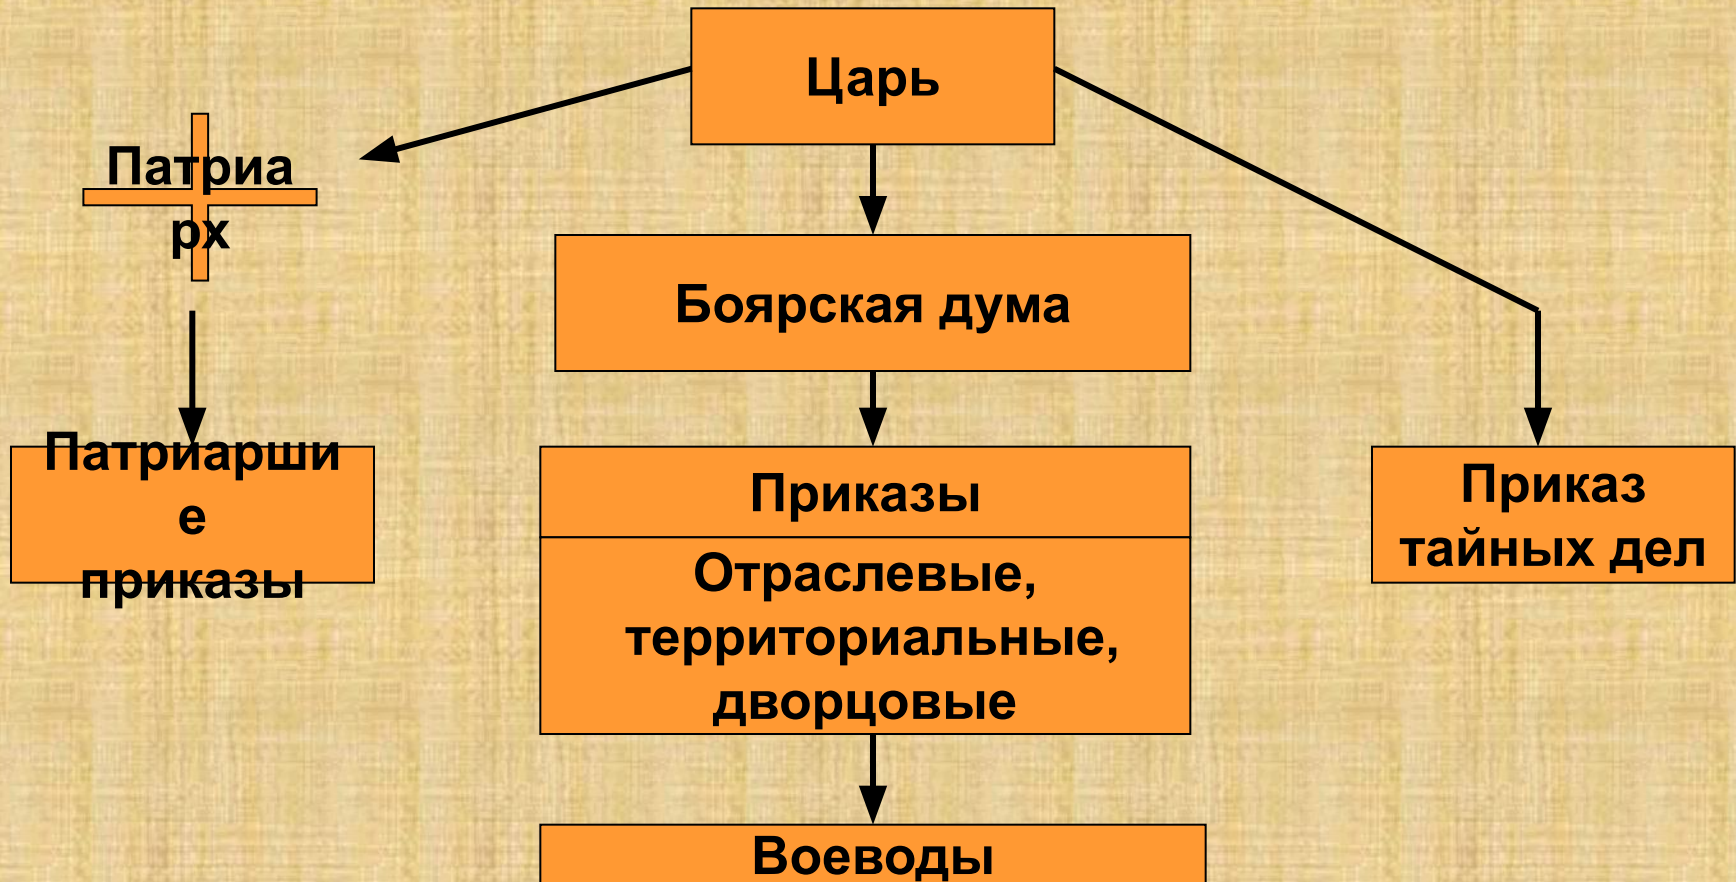 Царь
Патриа
рх
Боярская дума
Патриарши
е
приказы
Приказы
Отраслевые,
территориальные,
дворцовые
Приказ
тайных дел
Воеводы